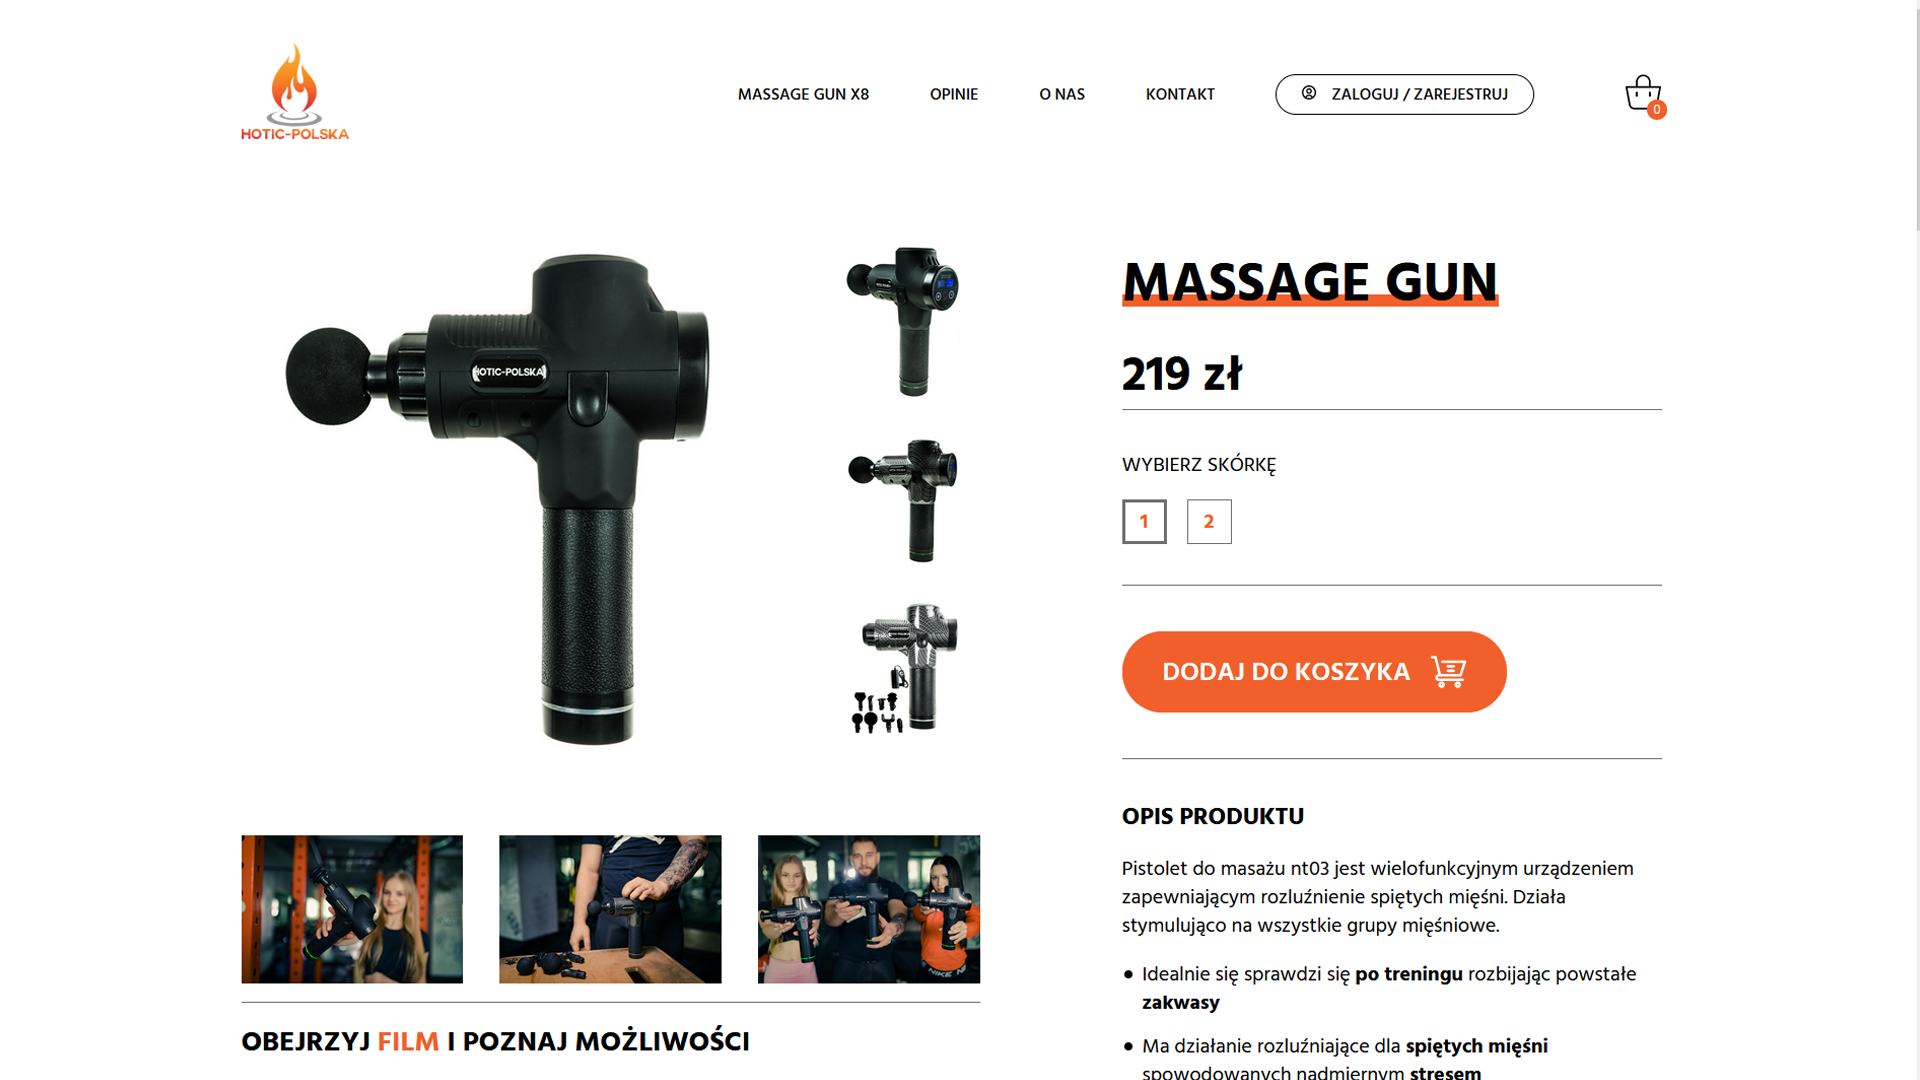 HOTIC-POLSKA
MASSAGE GUN X8
OPINIE
O NAS
KONTAKT
ZALOGUJ / ZAREJESTRUJ
0
HOTIC-POLSKA
MASSAGE GUN
219 zł
WYBIERZ SKÓRKĘ
1
2
DODAJ DO KOSZYKA
OPIS PRODUKTU
Pistolet do masażu nt03 jest wielofunkcyjnym urządzeniem
zapewniającym rozluźnienie spiętych mięśni. Działa
stymulująco na wszystkie grupy mięśniowe.
Idealnie się sprawdzi się po treningu rozbijając powstałe
zakwasy
Ma działanie rozluźniające dla spiętych mięśni
spowodowanych nadmiernym stresem
OBEJRZYJ FILM I POZNAJ MOŻLIWOŚCI